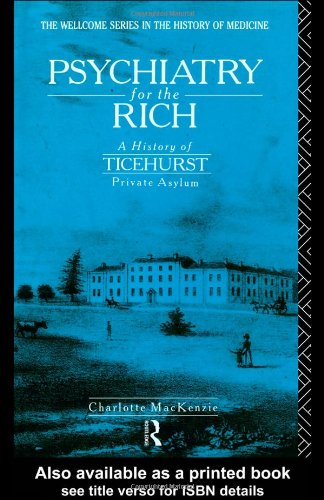 THE WELLCOME SERIES IN THE HISTORY OF MEDICINE
PSYCHIATRY
for the
RICH
A History of
TICEHURST
Private Asylum
Charlotte MacKenzie
R
ROUTLEDGE
Also available as a printed book
see title verso for ISBN details